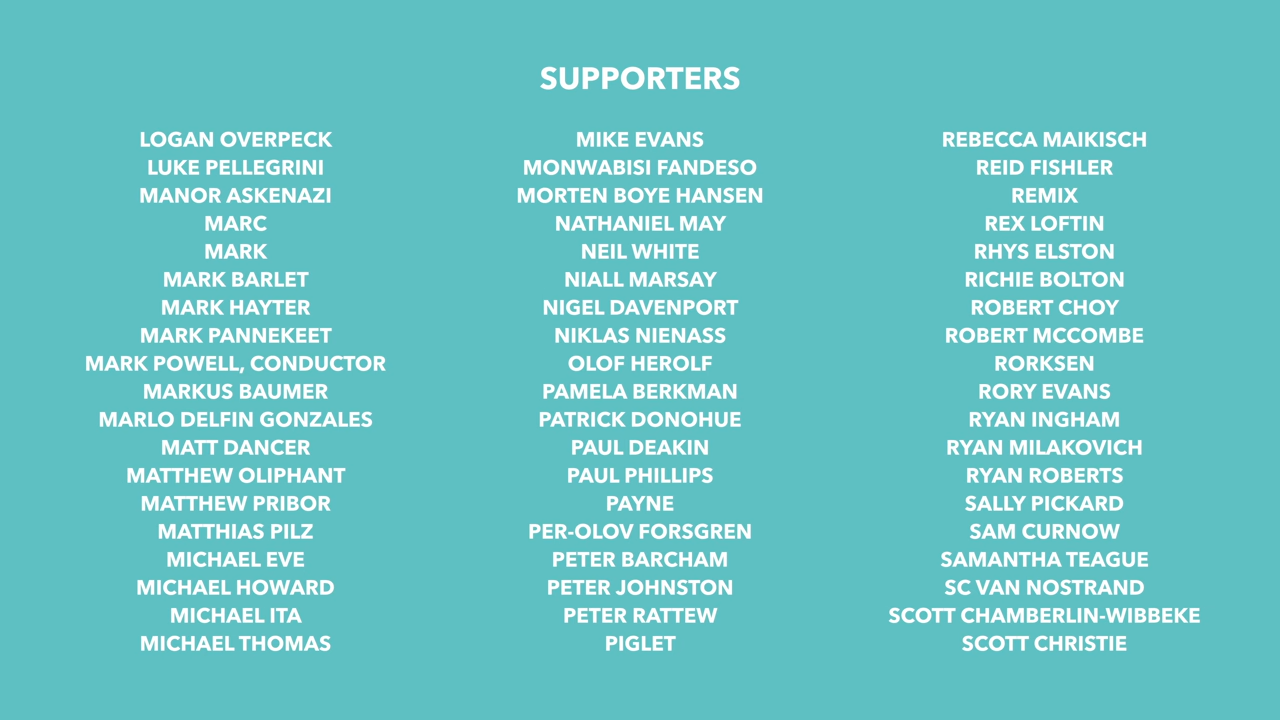 SUPPORTERS
LOGAN OVERPECK
LUKE PELLEGRINI
MANOR ASKENAZI
MARC
MARK
MARK BARLET
MARK HAYTER
MARK PANNEKEET
MARK POWELL, CONDUCTOR
MARKUS BAUMER
MARLO DELFIN GONZALES
MATT DANCER
MATTHEW OLIPHANT
MATTHEW PRIBOR
MATTHIAS PILZ
MICHAEL EVE
MICHAEL HOWARD
MICHAEL ITA
MICHAEL THOMAS
MIKE EVANS
MONWABISI FANDESO
MORTEN BOYE HANSEN
NATHANIEL MAY
NEIL WHITE
NIALL MARSAY
NIGEL DAVENPORT
NIKLAS NIENASS
OLOF HEROLF
PAMELA BERKMAN
PATRICK DONOHUE
PAUL DEAKIN
PAUL PHILLIPS
PAYNE
PER-OLOV FORSGREN
PETER BARCHAM
PETER JOHNSTON
PETER RATTEW
PIGLET
REBECCA MAIKISCH
REID FISHLER
REMIX
REX LOFTIN
RHYS ELSTON
RICHIE BOLTON
ROBERT CHOY
ROBERT MCCOMBE
RORKSEN
RORY EVANS
RYAN INGHAM
RYAN MILAKOVICH
RYAN ROBERTS
SALLY PICKARD
SAM CURNOW
SAMANTHA TEAGUE
SC VAN NOSTRAND
SCOTT CHAMBERLIN-WIBBEKE
SCOTT CHRISTIE